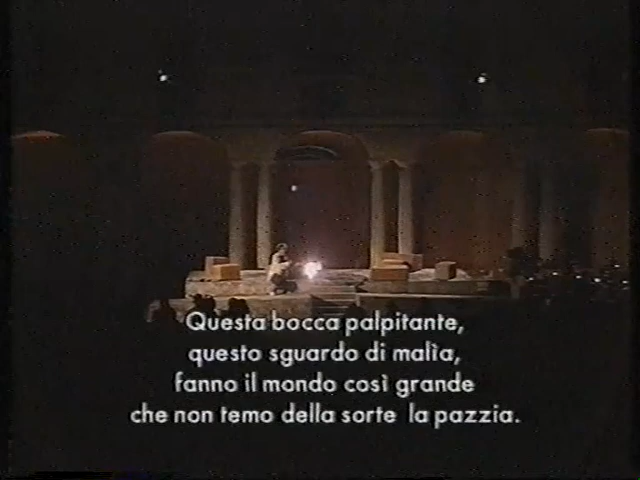 Questa bocca palpitante,
questo sguardo di malìa,
fanno il mondo così grande
che non temo della sorte la pazzia.